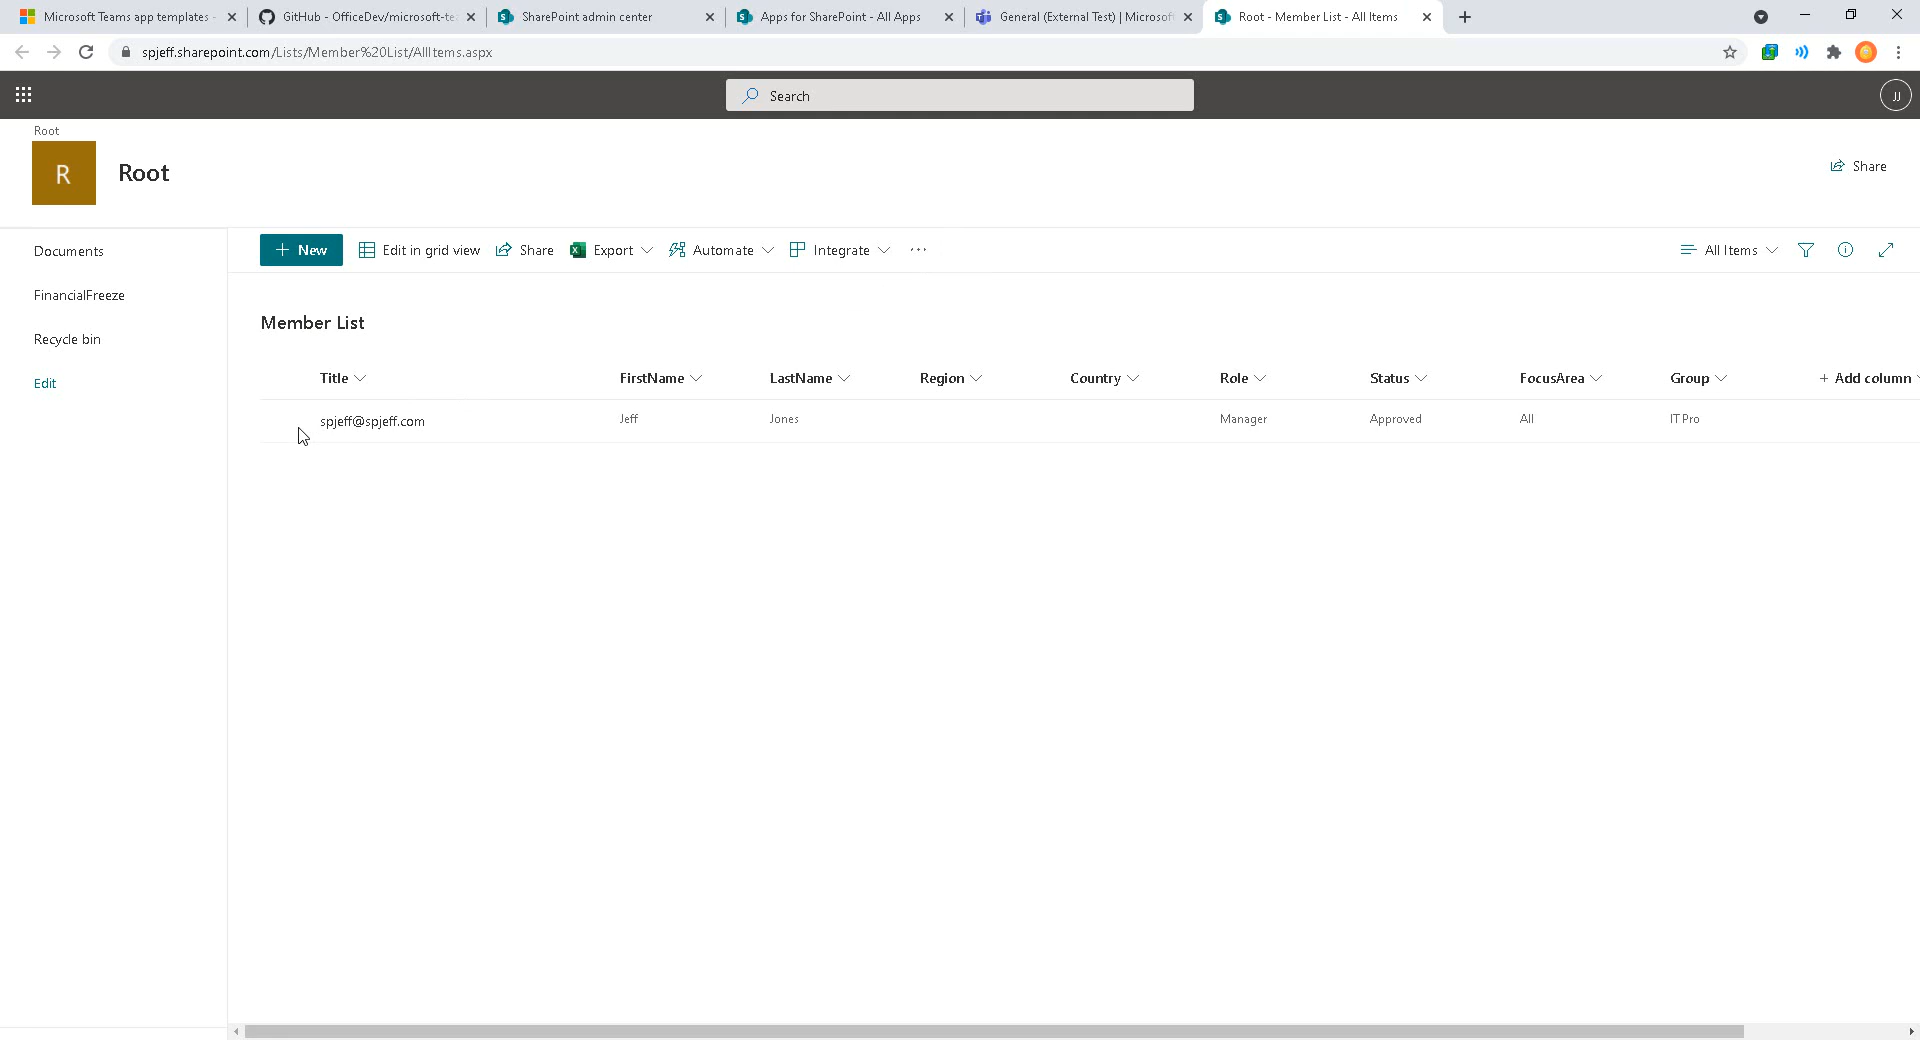 Microsoft Teams app templates -
GitHub - OfficeDev/microsoft-te
SharePoint admin center
Apps for SharePoint - All Apps
General (External Test) | Microsof
Root - Member List - All Items
spjeff.sharepoint.com/Lists/Member%20List/AllItems.aspx
Search
JJ
Root
R
Root
Share
Documents
FinancialFreeze
Recycle bin
Edit
New
Edit in grid view
Share
Export
Automate
Integrate
All Items
Member List
Title FirstName LastName Region Country Role Status FocusArea Group + Add column
spjeff@spjeff.com Jeff Jones Manager Approved All IT Pro